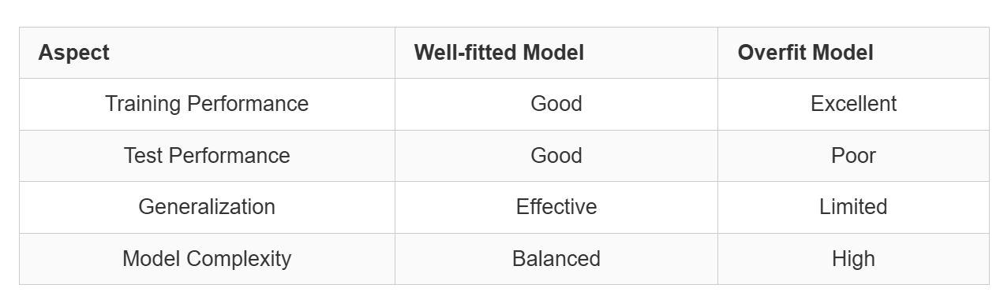 Aspect Well-fitted Model Overfit Model
Training Performance Good Excellent
Test Performance Good Poor
Generalization Effective Limited
Model Complexity Balanced High